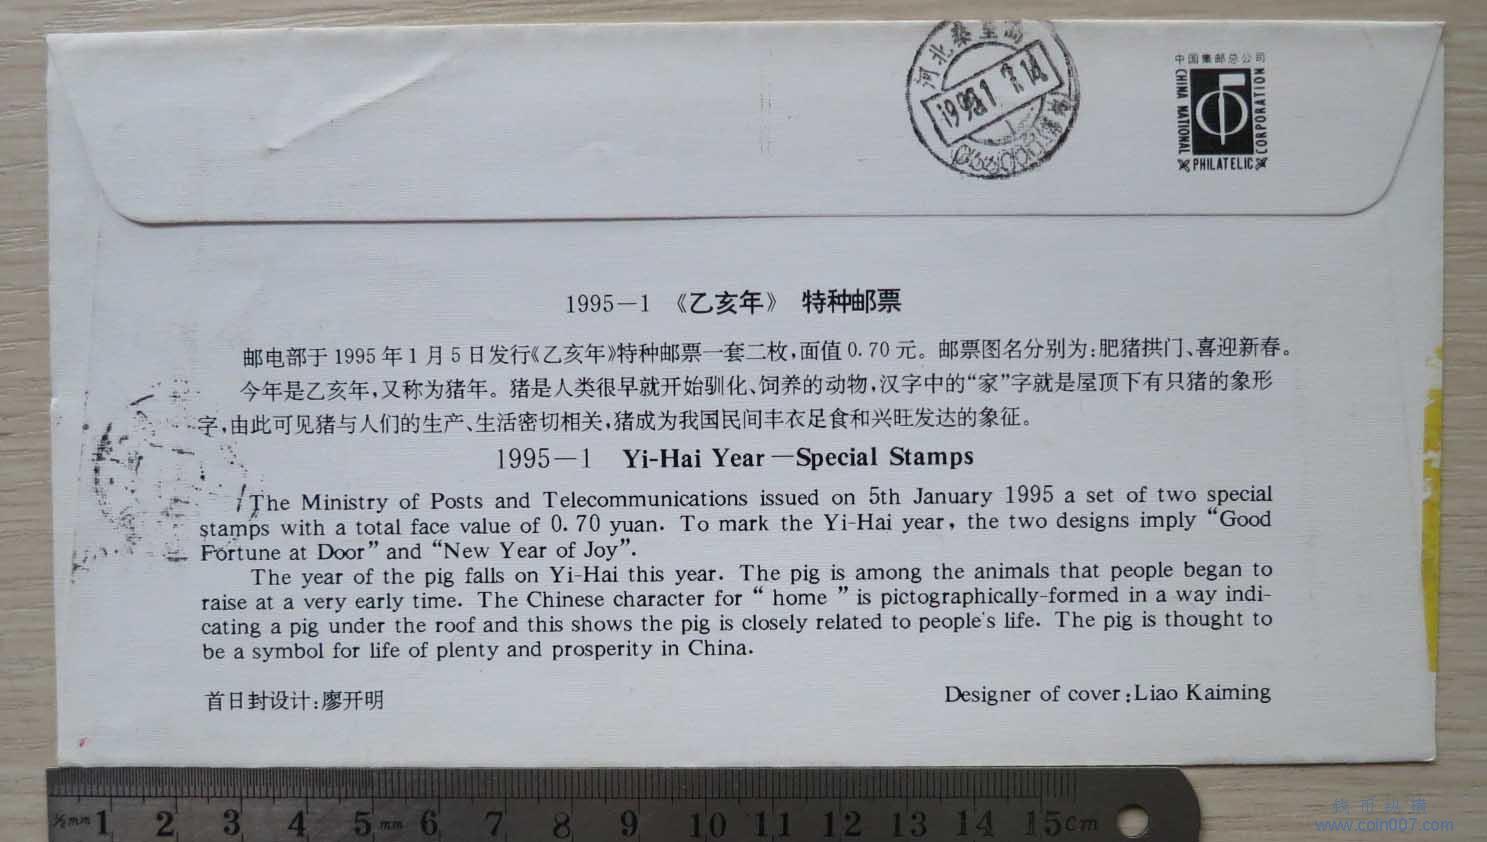 河北秦皇岛
中国集邮总公司
CHINA NATIONAL
PHILATELIC
CORPORATION
1995-1 《乙亥年》 特种邮票
邮电部于1995年1月5日发行《乙亥年》特种邮票一套二枚,面值0.70元。邮票图名分别为:肥猪拱门、喜迎新春。
今年是乙亥年,又称为猪年。猪是人类很早就开始驯化、饲养的动物,汉字中的“家”字就是屋顶下有只猪的象形
字,由此可见猪与人们的生产、生活密切相关,猪成为我国民间丰衣足食和兴旺发达的象征。
1995-1 Yi-Hai Year—Special Stamps
The Ministry of Posts and Telecommunications issued on 5th January 1995 a set of two special
stamps with a total face value of 0.70 yuan. To mark the Yi-Hai year, the two designs imply “Good
Fortune at Door” and “New Year of Joy”.
The year of the pig falls on Yi-Hai this year. The pig is among the animals that people began to
raise at a very early time. The Chinese character for “ home ” is pictographically-formed in a way indi-
cating a pig under the roof and this shows the pig is closely related to people's life. The pig is thought to
be a symbol for life of plenty and prosperity in China.
首日封设计:廖开明
Designer of cover:Liao Kaiming
½mm 1 2 3 4 5 mm 6 7 8 9 10 11 12 13 14 15cm
钱币纵横
www.coin007.com